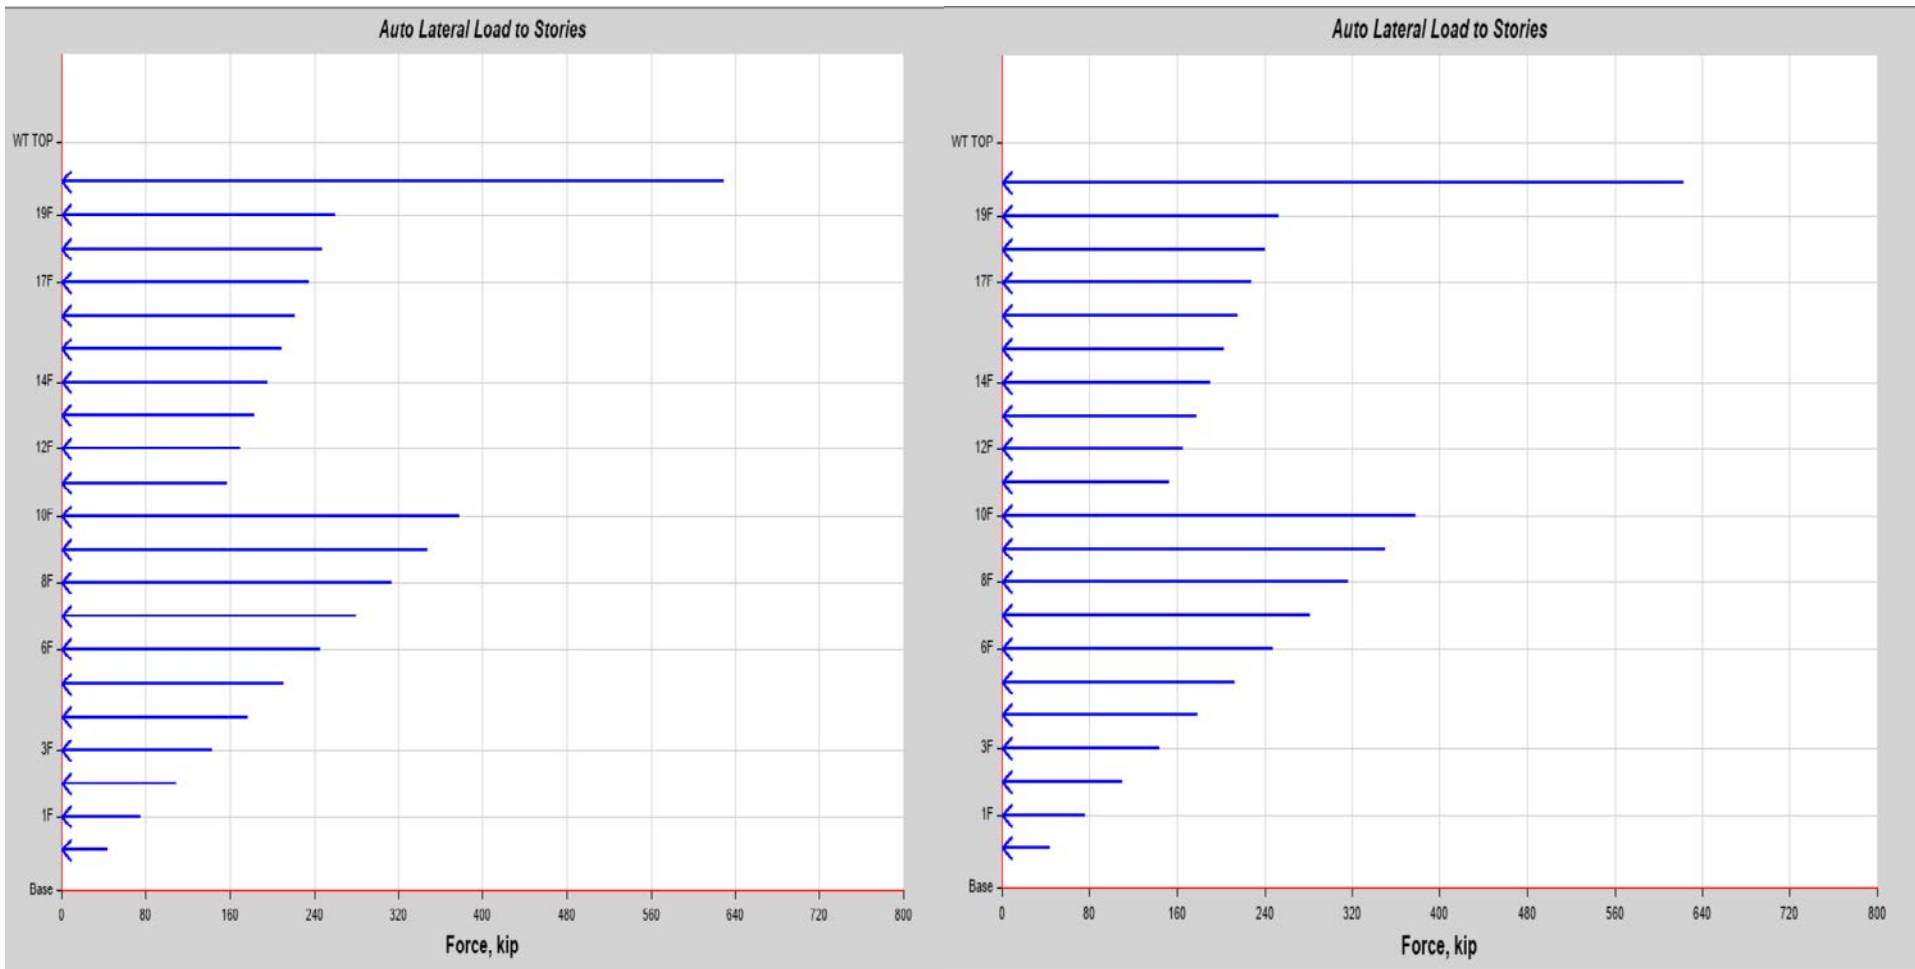 Auto Lateral Load to Stories
WT TOP
19F
17F
14F
12F
10F
8F
6F
3F
1F
Base
0 80 160 240 320 400 480 560 640 720 800
Force, kip
Auto Lateral Load to Stories
WT TOP
19F
17F
14F
12F
10F
8F
6F
3F
1F
Base
0 80 160 240 320 400 480 560 640 720 800
Force, kip